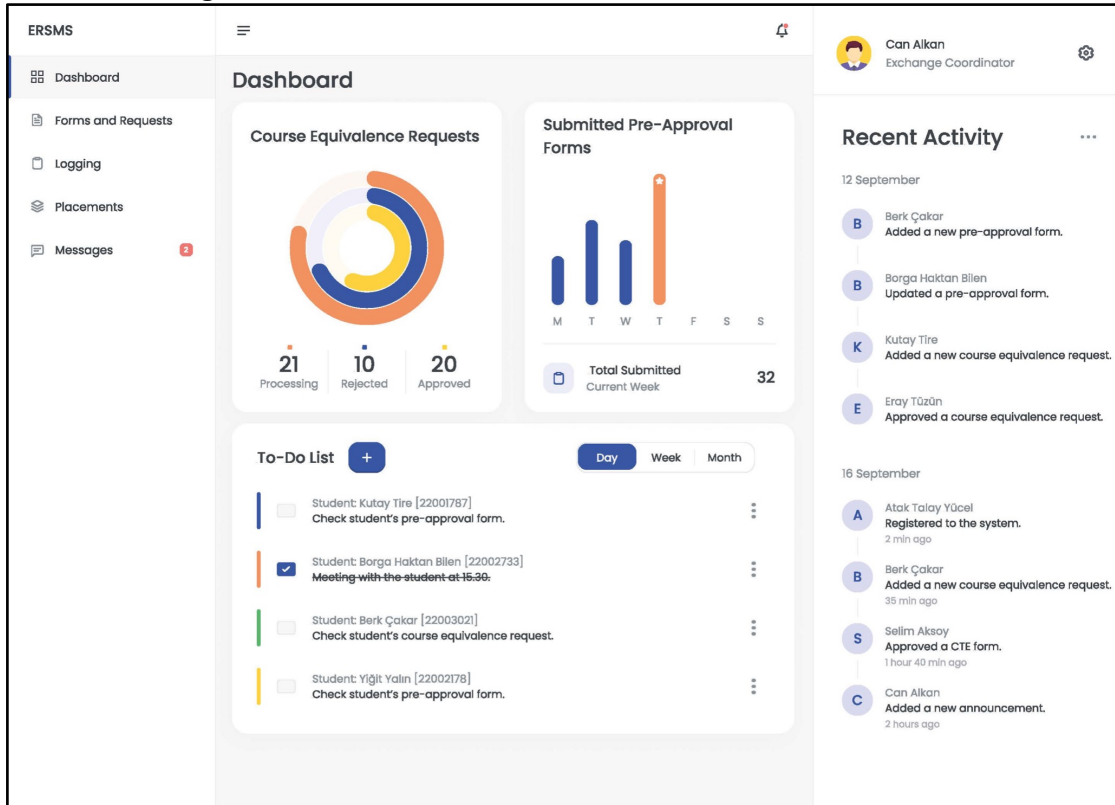 ERSMS
Dashboard
Forms and Requests
Logging
Placements
Messages
2
Dashboard
Course Equivalence Requests
21
Processing
10
Rejected
20
Approved
Submitted Pre-Approval
Forms
M T W T F S S
Total Submitted
Current Week
32
To-Do List
+
Day Week Month
Student: Kutay Tire [22001787]
Check student's pre-approval form.
Student: Borga Haktan Bilen [22002733]
Meeting with the student at 15.30.
Student: Berk Çakar [22003021]
Check student's course equivalence request.
Student: Yiğit Yalın [22002178]
Check student's pre-approval form.
Can Alkan
Exchange Coordinator
Recent Activity
12 September
B
Berk Çakar
Added a new pre-approval form.
B
Borga Haktan Bilen
Updated a pre-approval form.
K
Kutay Tire
Added a new course equivalence request.
E
Eray Tüzün
Approved a course equivalence request.
16 September
A
Atak Talay Yücel
Registered to the system.
2 min ago
B
Berk Çakar
Added a new course equivalence request.
35 min ago
S
Selim Aksoy
Approved a CTE form.
1 hour 40 min ago
C
Can Alkan
Added a new announcement.
2 hours ago